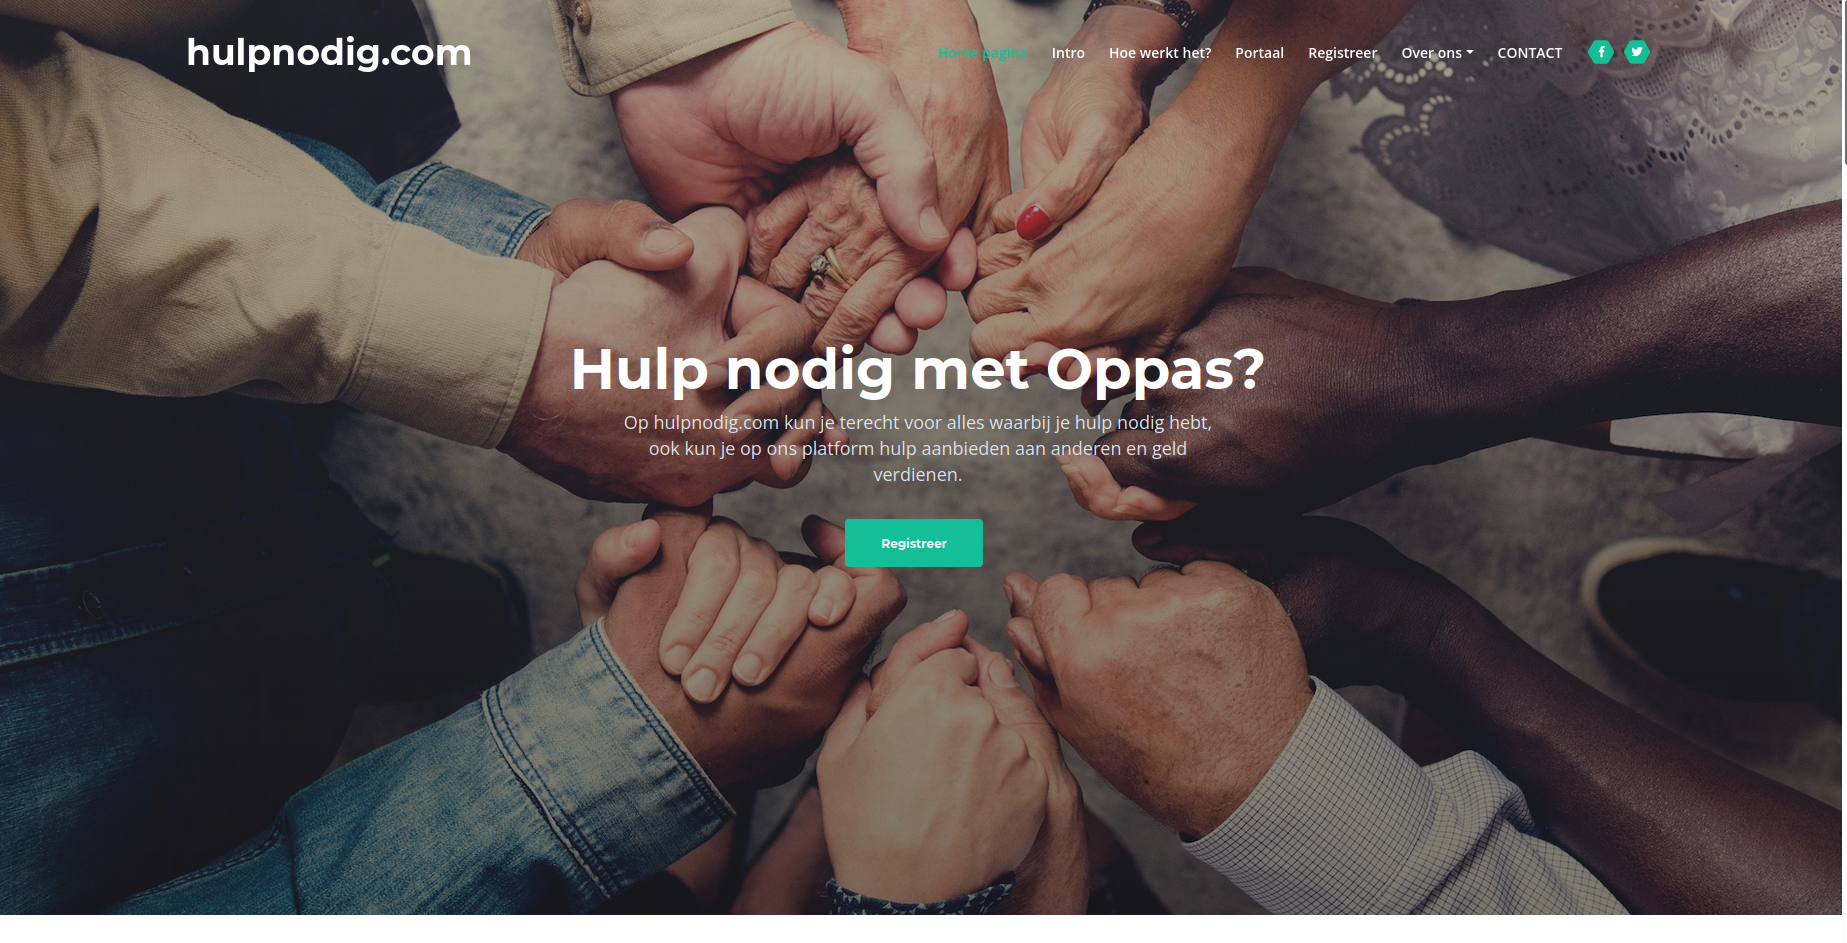 hulpnodig.com
Home pagina Intro Hoe werkt het? Portaal Registreer Over ons CONTACT
Hulp nodig met Oppas?
Op hulpnodig.com kun je terecht voor alles waarbij je hulp nodig hebt,
ook kun je op ons platform hulp aanbieden aan anderen en geld
verdienen.
Registreer